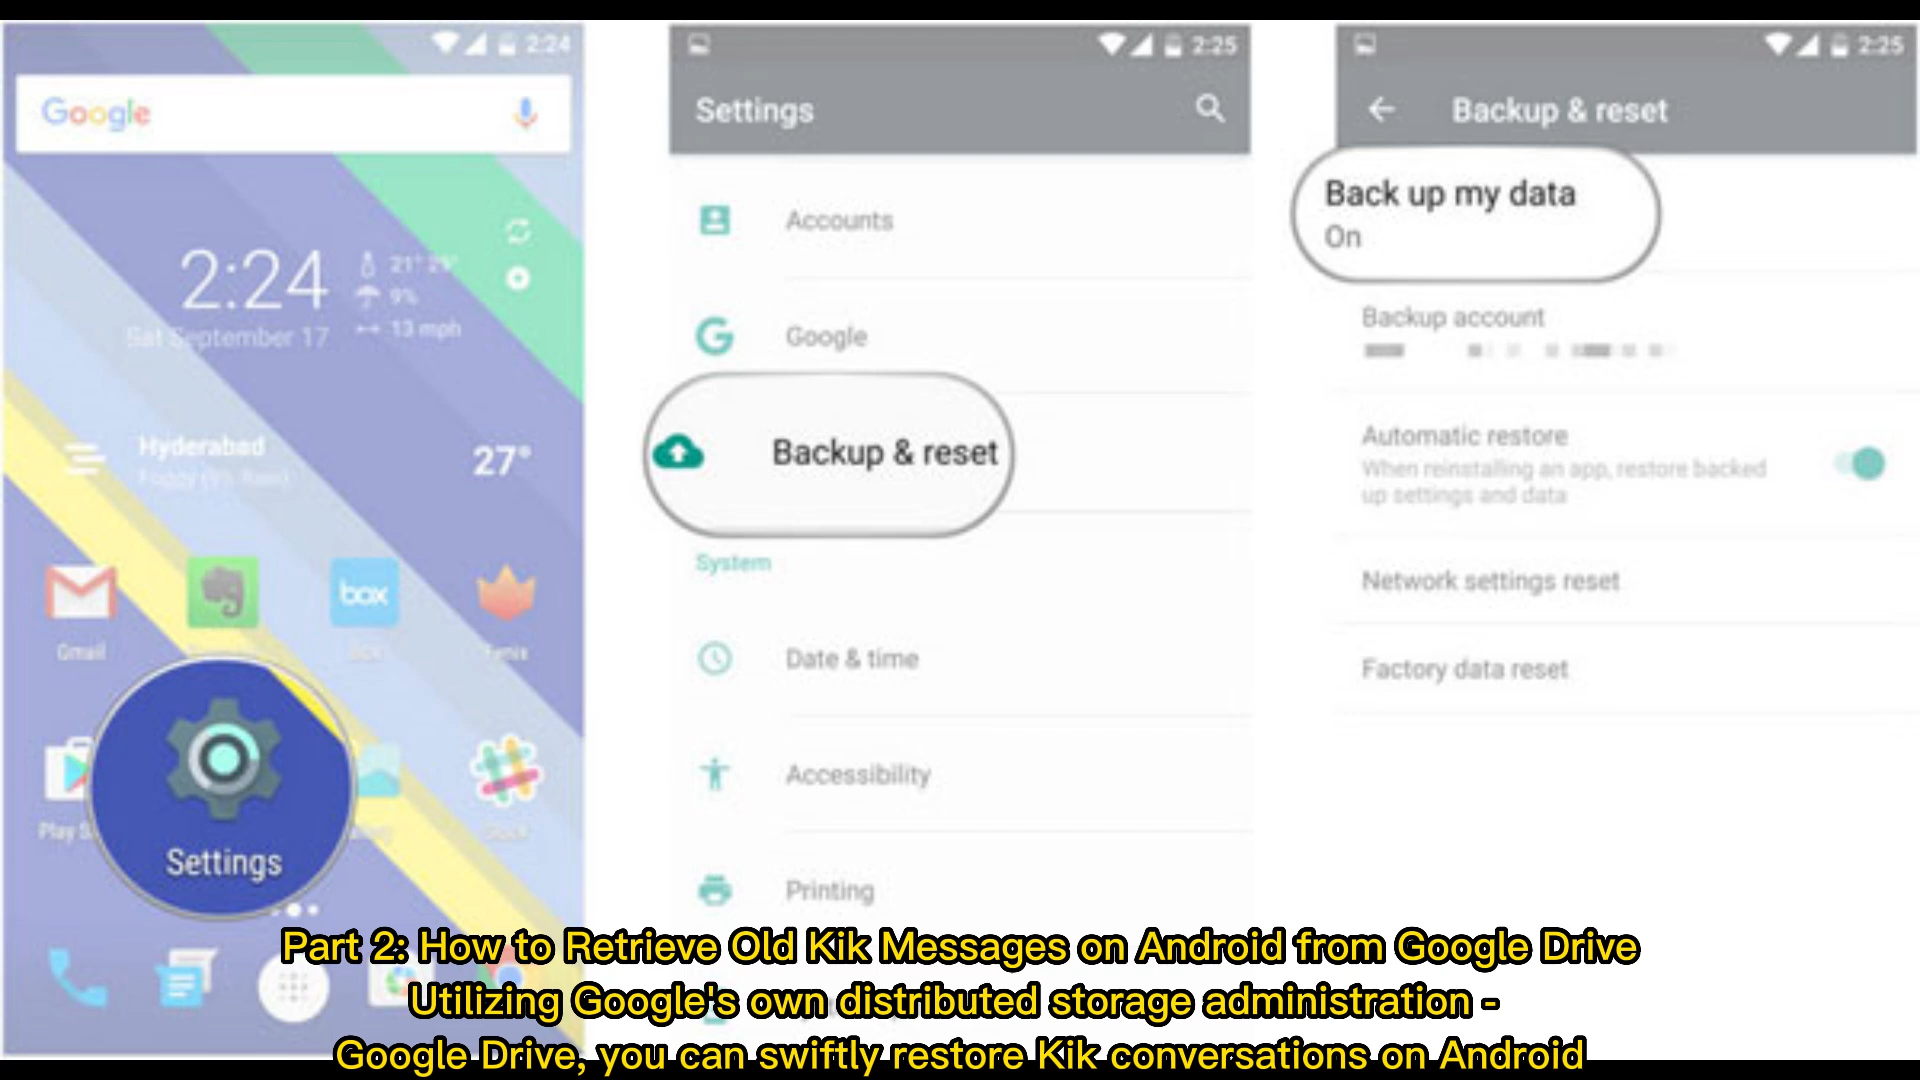 2:24
Google
2:24
21° 29°
9%
Sat September 17
13 mph
Hyderabad
27°
Gmail
box
Settings
2:25
Settings
Accounts
Google
Backup & reset
System
Date & time
Accessibility
Printing
2:25
Backup & reset
Back up my data
On
Backup account
Automatic restore
When reinstalling an app, restore backed
up settings and data
Network settings reset
Factory data reset
Part 2: How to Retrieve Old Kik Messages on Android from Google Drive
Utilizing Google's own distributed storage administration -
Google Drive, you can swiftly restore Kik conversations on Android